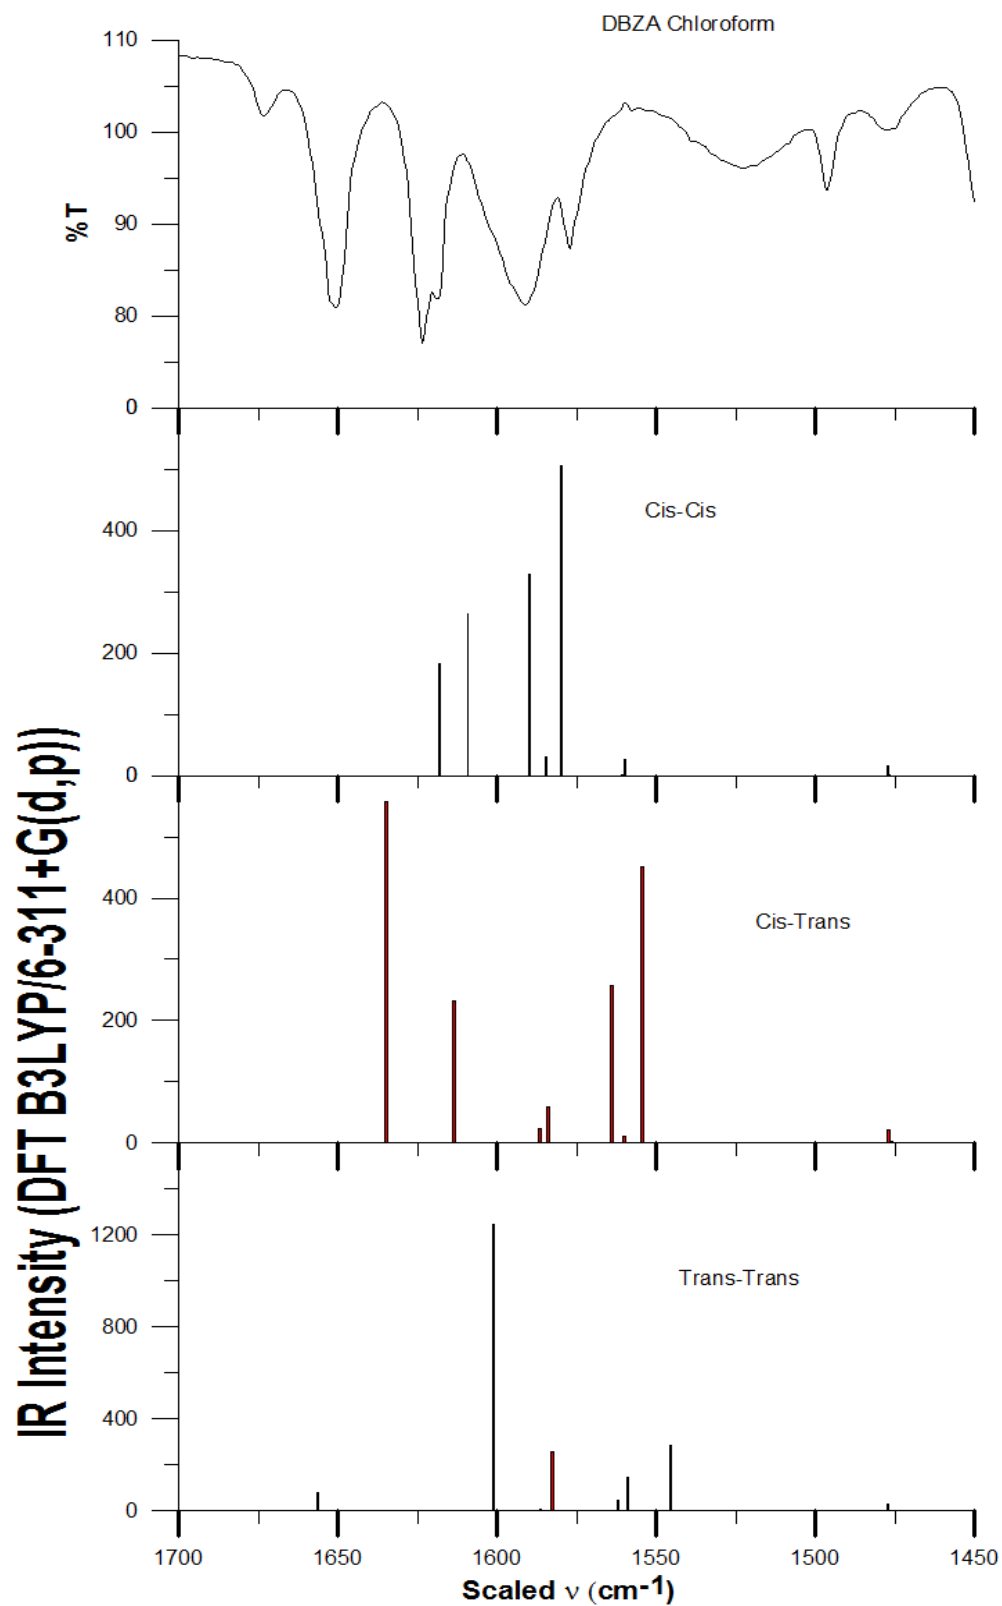 DBZA Chloroform
110
100
90
80
0
%T
Cis-Cis
400
200
0
Cis-Trans
400
200
0
Trans-Trans
1200
800
400
0
IR Intensity (DFT B3LYP/6-311+G(d,p))
1700 1650 1600 1550 1500 1450
Scaled ν (cm-1)